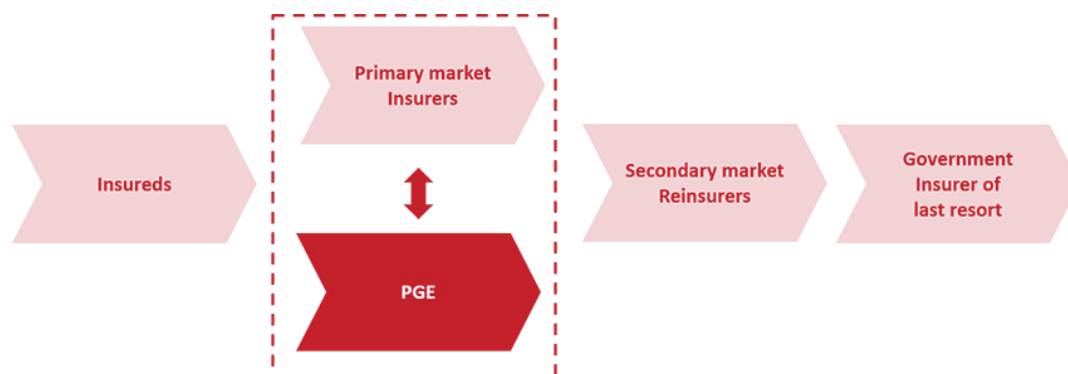 Insureds
Primary market
Insurers
PGE
Secondary market
Reinsurers
Government
Insurer of
last resort